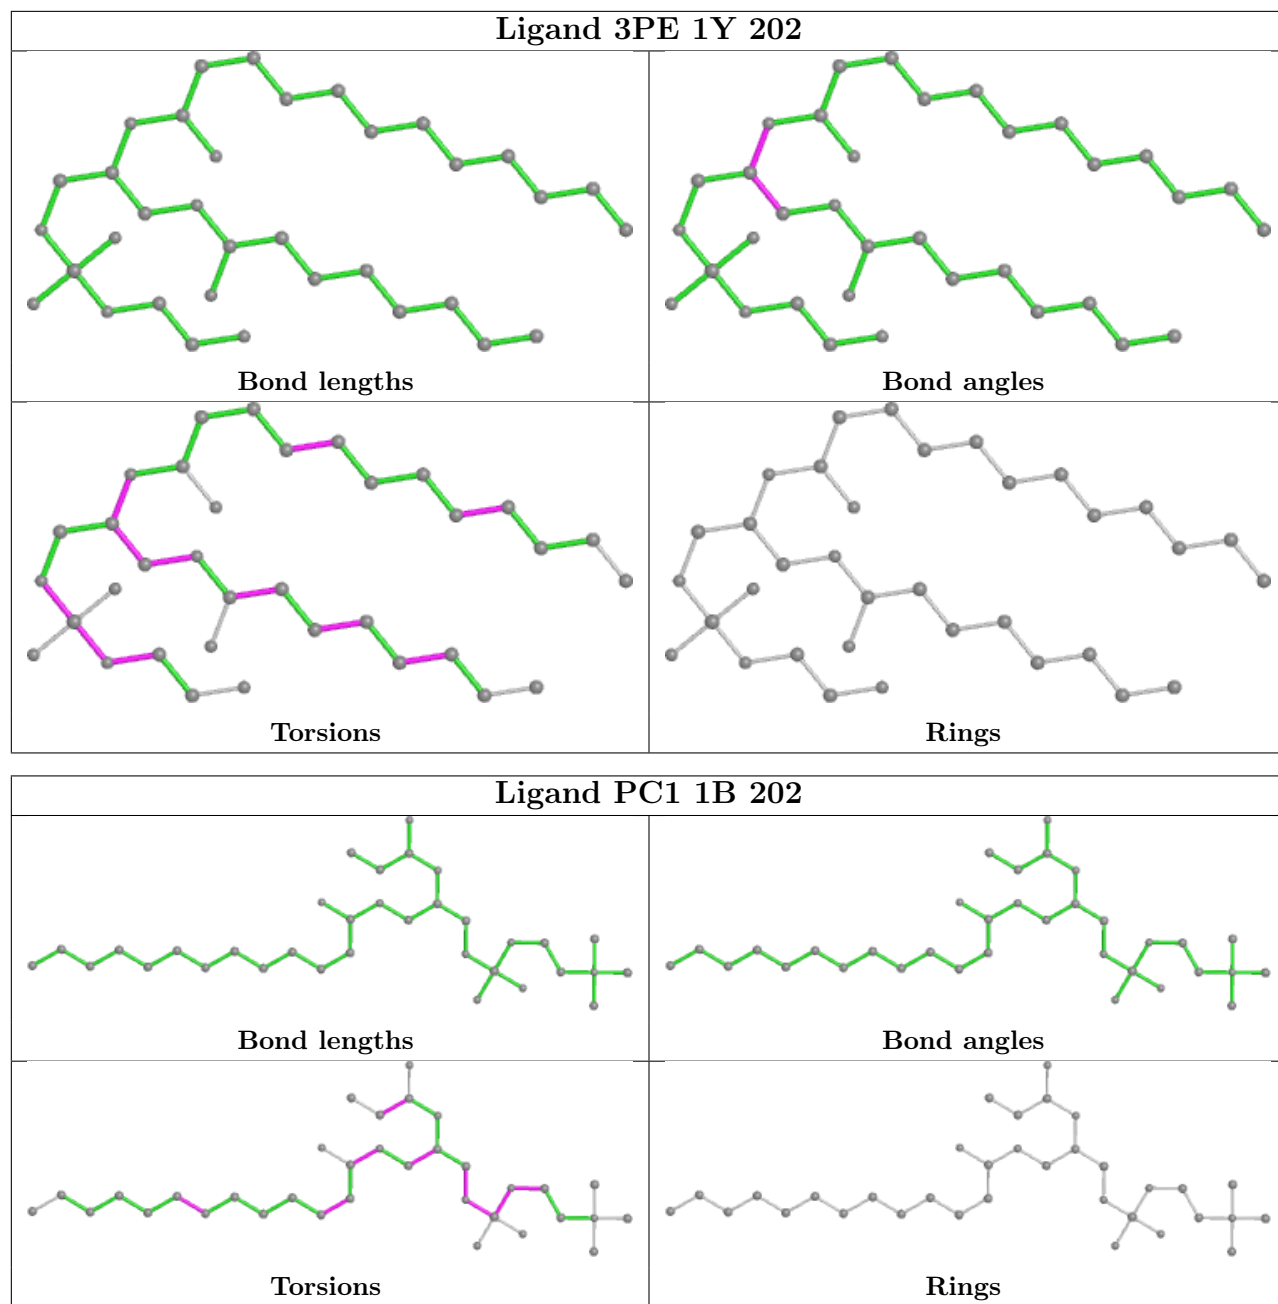 Ligand 3PE 1Y 202
Bond lengths
Bond angles
Torsions
Rings
Ligand PC1 1B 202
Bond lengths
Bond angles
Torsions
Rings